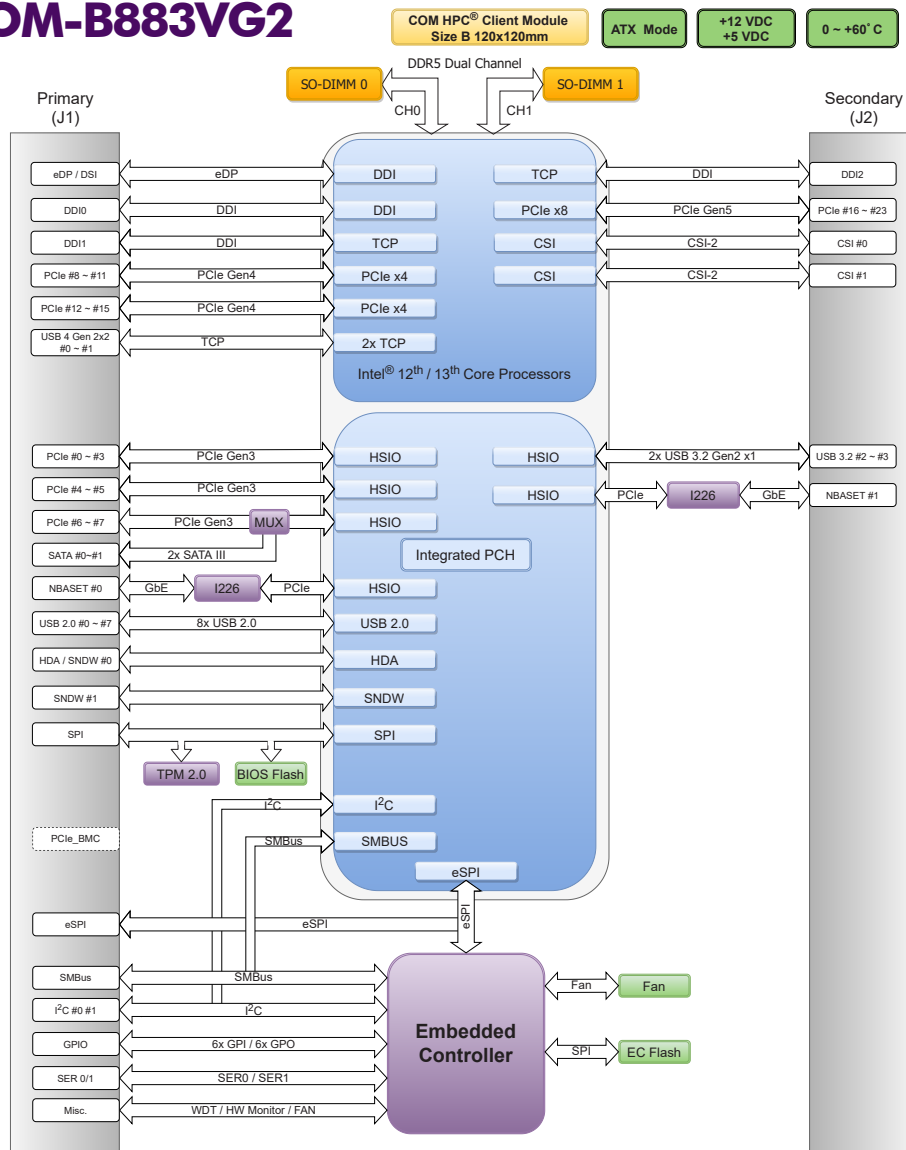 OM-B883VG2
COM HPC® Client Module
Size B 120x120mm
ATX Mode
+12 VDC
+5 VDC
0 ~ +60°C
DDR5 Dual Channel
SO-DIMM 0
SO-DIMM 1
CH0
CH1
Primary
(J1)
Secondary
(J2)
eDP / DSI
eDP
DDI
TCP
DDI
DDI2
DDI0
DDI
DDI
PCIe x8
PCIe Gen5
PCIe #16 ~ #23
DDI1
DDI
TCP
CSI
CSI-2
CSI #0
PCIe #8 ~ #11
PCIe Gen4
PCIe x4
CSI
CSI-2
CSI #1
PCIe #12 ~ #15
PCIe Gen4
PCIe x4
USB 4 Gen 2x2
#0 ~ #1
TCP
2x TCP
Intel® 12th / 13th Core Processors
PCIe #0 ~ #3
PCIe Gen3
HSIO
HSIO
2x USB 3.2 Gen2 x1
USB 3.2 #2 ~ #3
PCIe #4 ~ #5
PCIe Gen3
HSIO
HSIO
PCIe
I226
GbE
NBASET #1
PCIe #6 ~ #7
PCIe Gen3
MUX
HSIO
SATA #0~#1
2x SATA III
Integrated PCH
NBASET #0
GbE
I226
PCIe
HSIO
USB 2.0 #0 ~ #7
8x USB 2.0
USB 2.0
HDA / SNDW #0
HDA
SNDW #1
SNDW
SPI
SPI
TPM 2.0
BIOS Flash
I2C
I2C
PCIe_BMC
SMBus
SMBUS
eSPI
eSPI
eSPI
eSPI
SMBus
SMBus
Fan
Fan
I2C #0 #1
I2C
Embedded
Controller
GPIO
6x GPI / 6x GPO
SPI
EC Flash
SER 0/1
SER0 / SER1
Misc.
WDT / HW Monitor / FAN